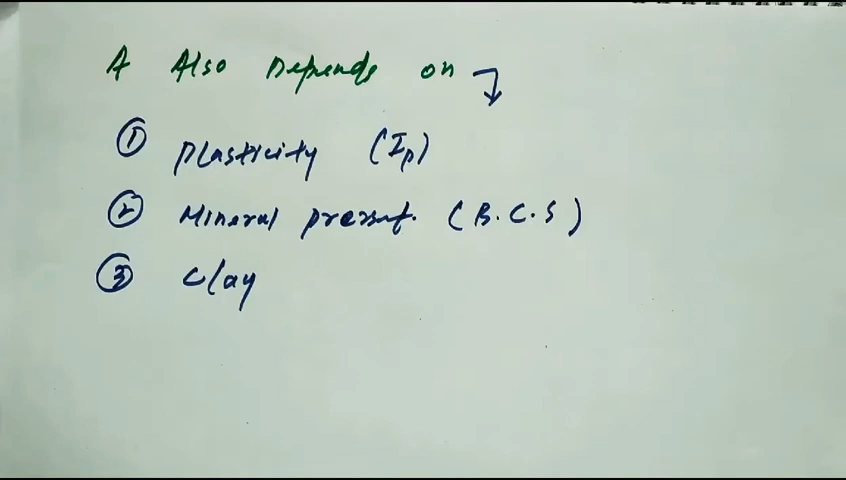 A Also Depends on
① Plasticity (Ip)
② Mineral present. (B.C.S)
③ Clay